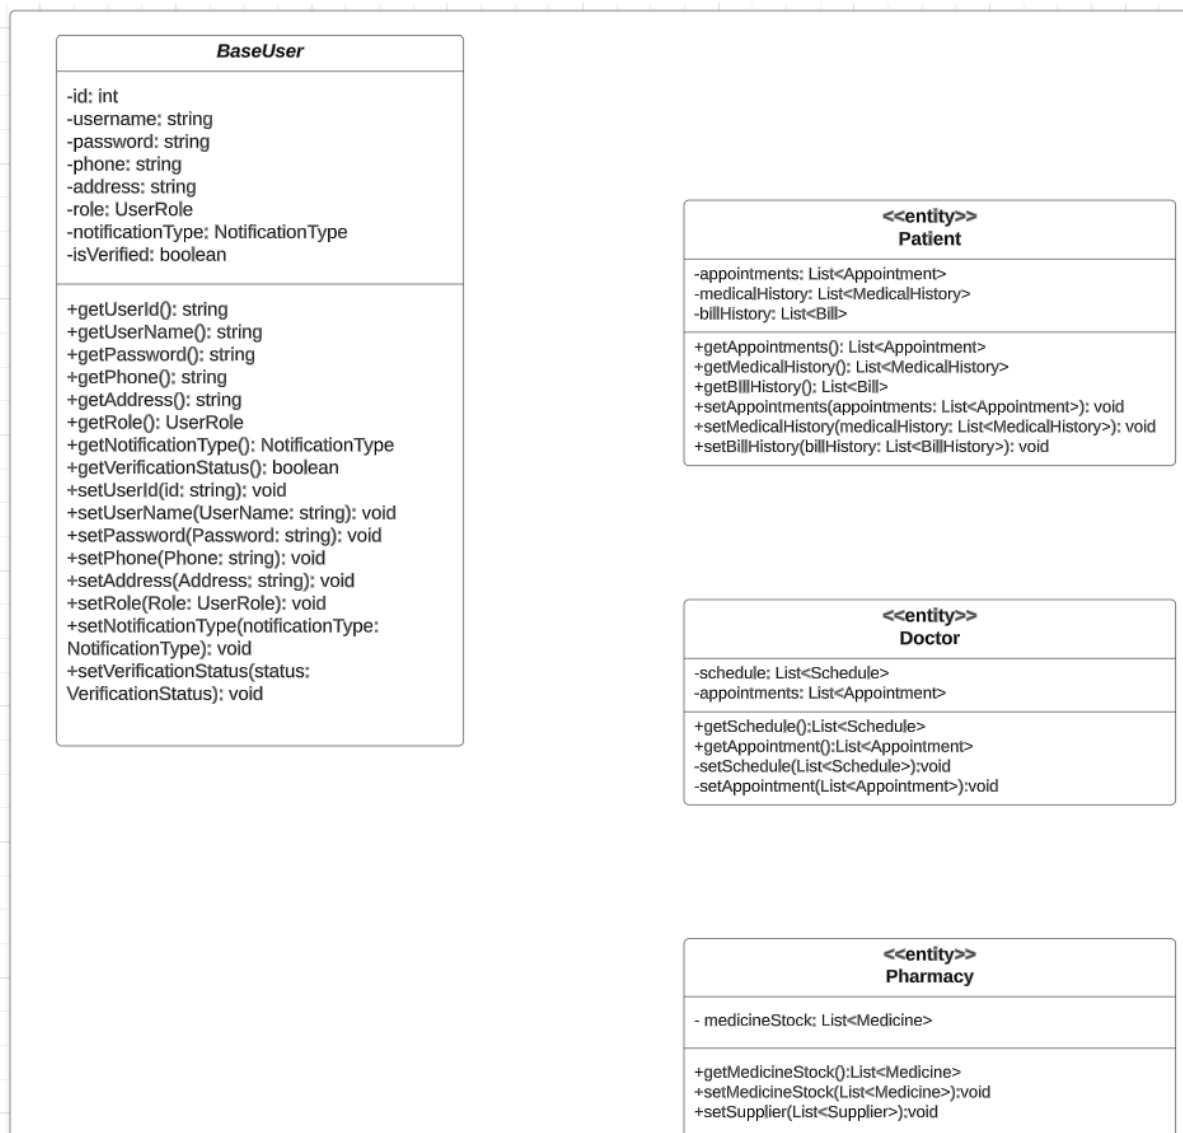 BaseUser
-id: int
-username: string
-password: string
-phone: string
-address: string
-role: UserRole
-notificationType: NotificationType
-isVerified: boolean
+getUserId(): string
+getUserName(): string
+getPassword(): string
+getPhone(): string
+getAddress(): string
+getRole(): UserRole
+getNotificationType(): NotificationType
+getVerificationStatus(): boolean
+setUserId(id: string): void
+setUserName(UserName: string): void
+setPassword(Password: string): void
+setPhone(Phone: string): void
+setAddress(Address: string): void
+setRole(Role: UserRole): void
+setNotificationType(notificationType:
NotificationType): void
+setVerificationStatus(status:
VerificationStatus): void
<<entity>>
Patient
-appointments: List<Appointment>
-medicalHistory: List<MedicalHistory>
-billHistory: List<Bill>
+getAppointments(): List<Appointment>
+getMedicalHistory(): List<MedicalHistory>
+getBillHistory(): List<Bill>
+setAppointments(appointments: List<Appointment>): void
+setMedicalHistory(medicalHistory: List<MedicalHistory>): void
+setBillHistory(billHistory: List<BillHistory>): void
<<entity>>
Doctor
-schedule: List<Schedule>
-appointments: List<Appointment>
+getSchedule():List<Schedule>
+getAppointment():List<Appointment>
-setSchedule(List<Schedule>):void
-setAppointment(List<Appointment>):void
<<entity>>
Pharmacy
- medicineStock: List<Medicine>
+getMedicineStock():List<Medicine>
+setMedicineStock(List<Medicine>):void
+setSupplier(List<Supplier>):void